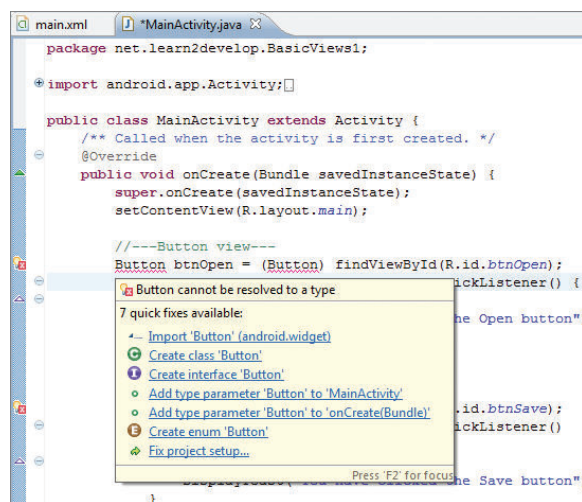 main.xml
*MainActivity.java
package net.learn2develop.BasicViews1;
import android.app.Activity;
public class MainActivity extends Activity {
/** Called when the activity is first created. */
@Override
public void onCreate(Bundle savedInstanceState) {
super.onCreate(savedInstanceState);
setContentView(R.layout.main);
//---Button view---
Button btnOpen = (Button) findViewById(R.id.btnOpen);
ickListener() {
Button cannot be resolved to a type
7 quick fixes available:
he Open button"
Import 'Button' (android.widget)
Create class 'Button'
Create interface 'Button'
Add type parameter 'Button' to 'MainActivity'
Add type parameter 'Button' to 'onCreate(Bundle)'
.id.btnSave);
Create enum 'Button'
ickListener()
Fix project setup...
Press 'F2' for focus
he Save button"
}